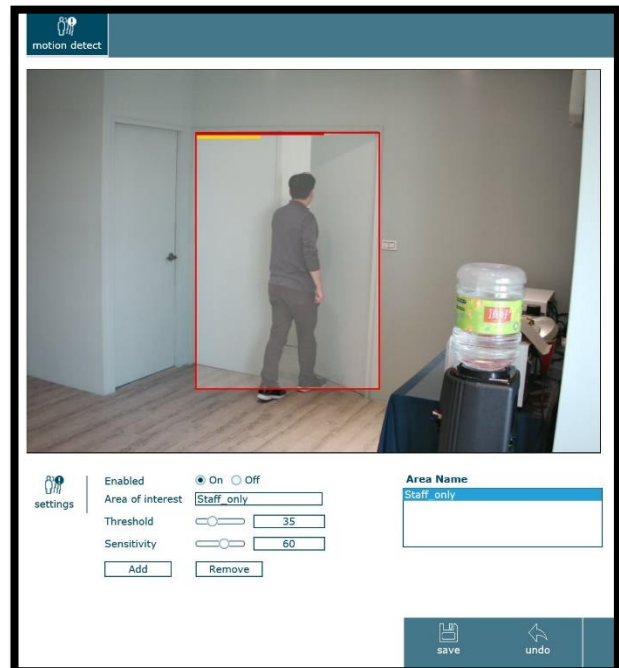 motion detect
settings
Enabled On Off
Area of interest Staff_only
Threshold 35
Sensitivity 60
Add Remove
Area Name
Staff_only
save undo